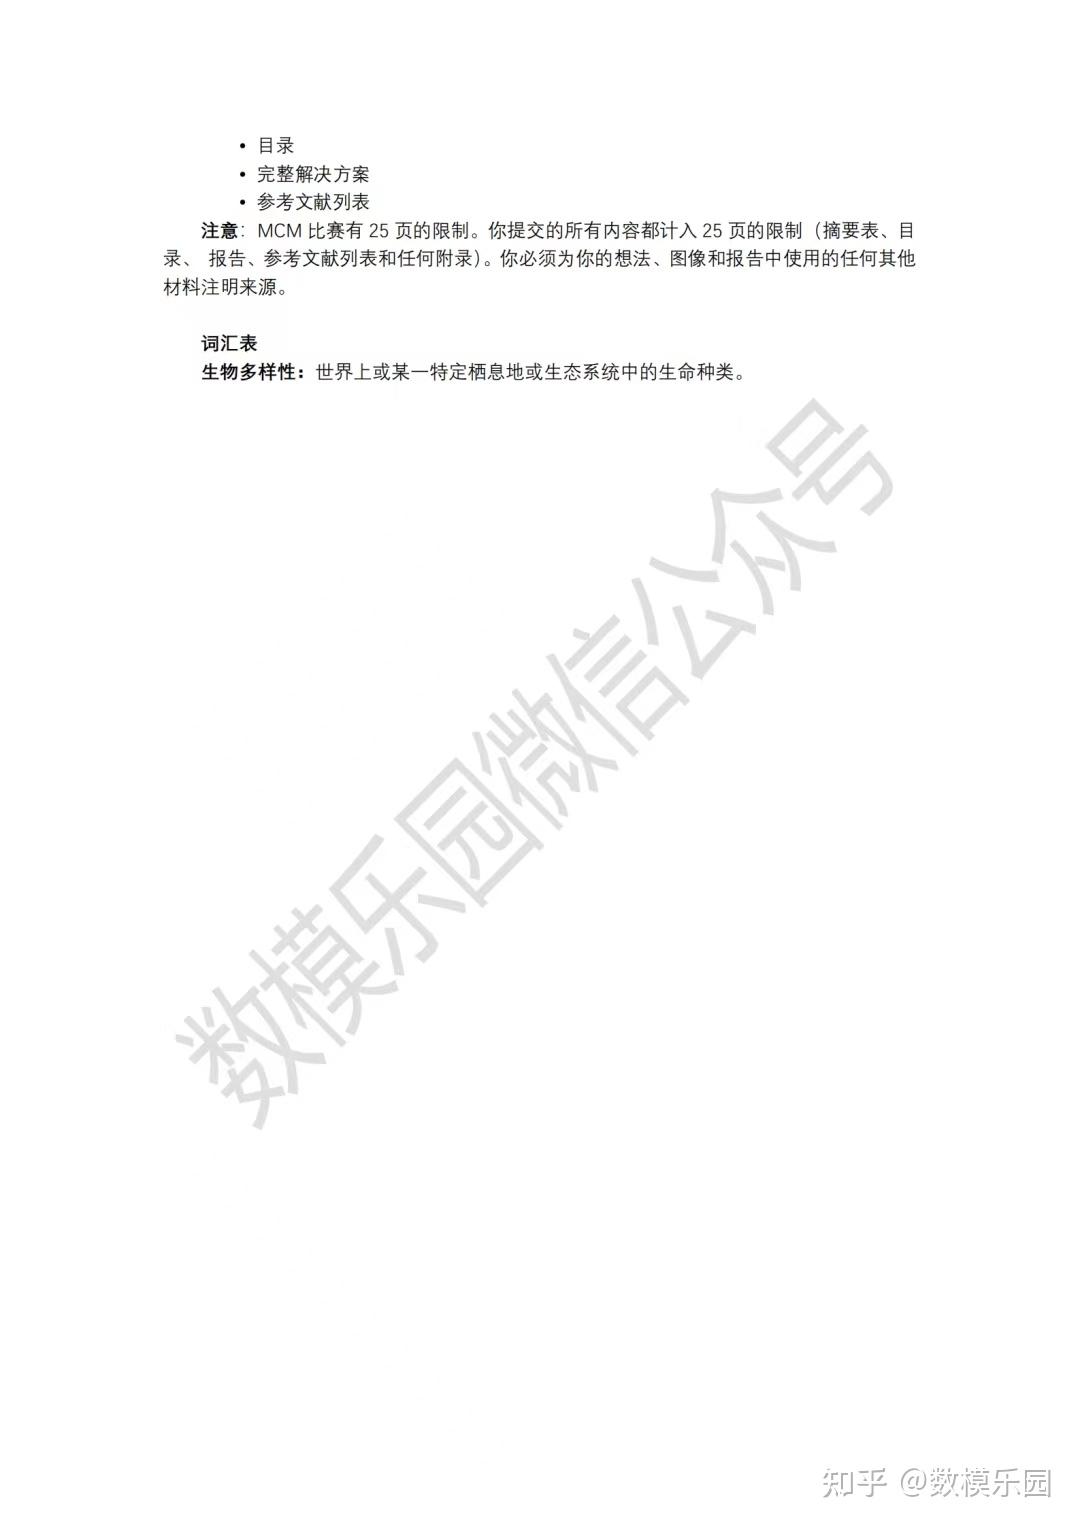 • 目录
• 完整解决方案
• 参考文献列表
注意：MCM 比赛有 25 页的限制。你提交的所有内容都计入 25 页的限制（摘要表、目
录、 报告、参考文献列表和任何附录）。你必须为你的想法、图像和报告中使用的任何其他
材料注明来源。
词汇表
生物多样性：世界上或某一特定栖息地或生态系统中的生命种类。
数模乐园微信公众号
知乎 @数模乐园